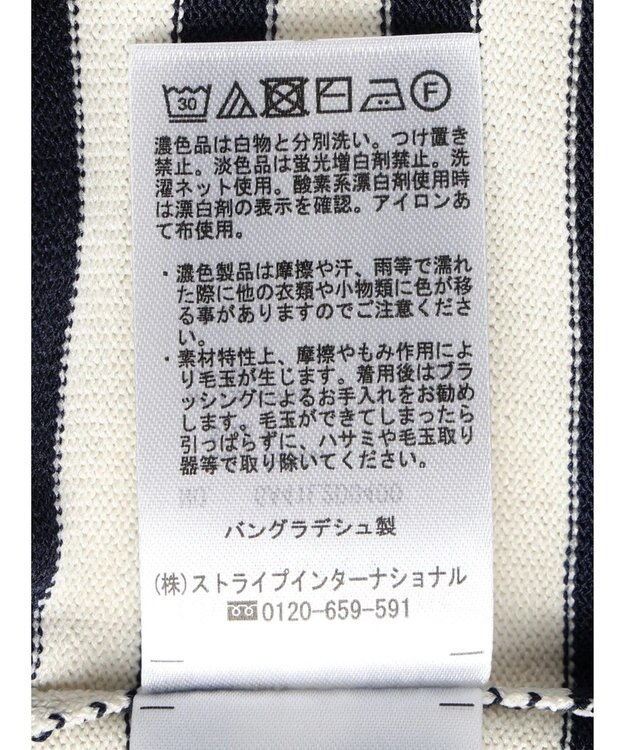 30 F
濃色品は白物と分別洗い。つけ置き
禁止。淡色品は蛍光増白剤禁止。洗
濯ネット使用。酸素系漂白剤使用時
は漂白剤の表示を確認。アイロンあ
て布使用。
・濃色製品は摩擦や汗、雨等で濡れ
た際に他の衣類や小物類に色が移
る事がありますのでご注意くださ
い。
・素材特性上、摩擦やもみ作用によ
り毛玉が生じます。着用後はブラ
ッシングによるお手入れをお勧め
します。毛玉ができてしまったら
引っぱらずに、ハサミや毛玉取り
器等で取り除いてください。
バングラデシュ製
(株)ストライプインターナショナル
0120-659-591